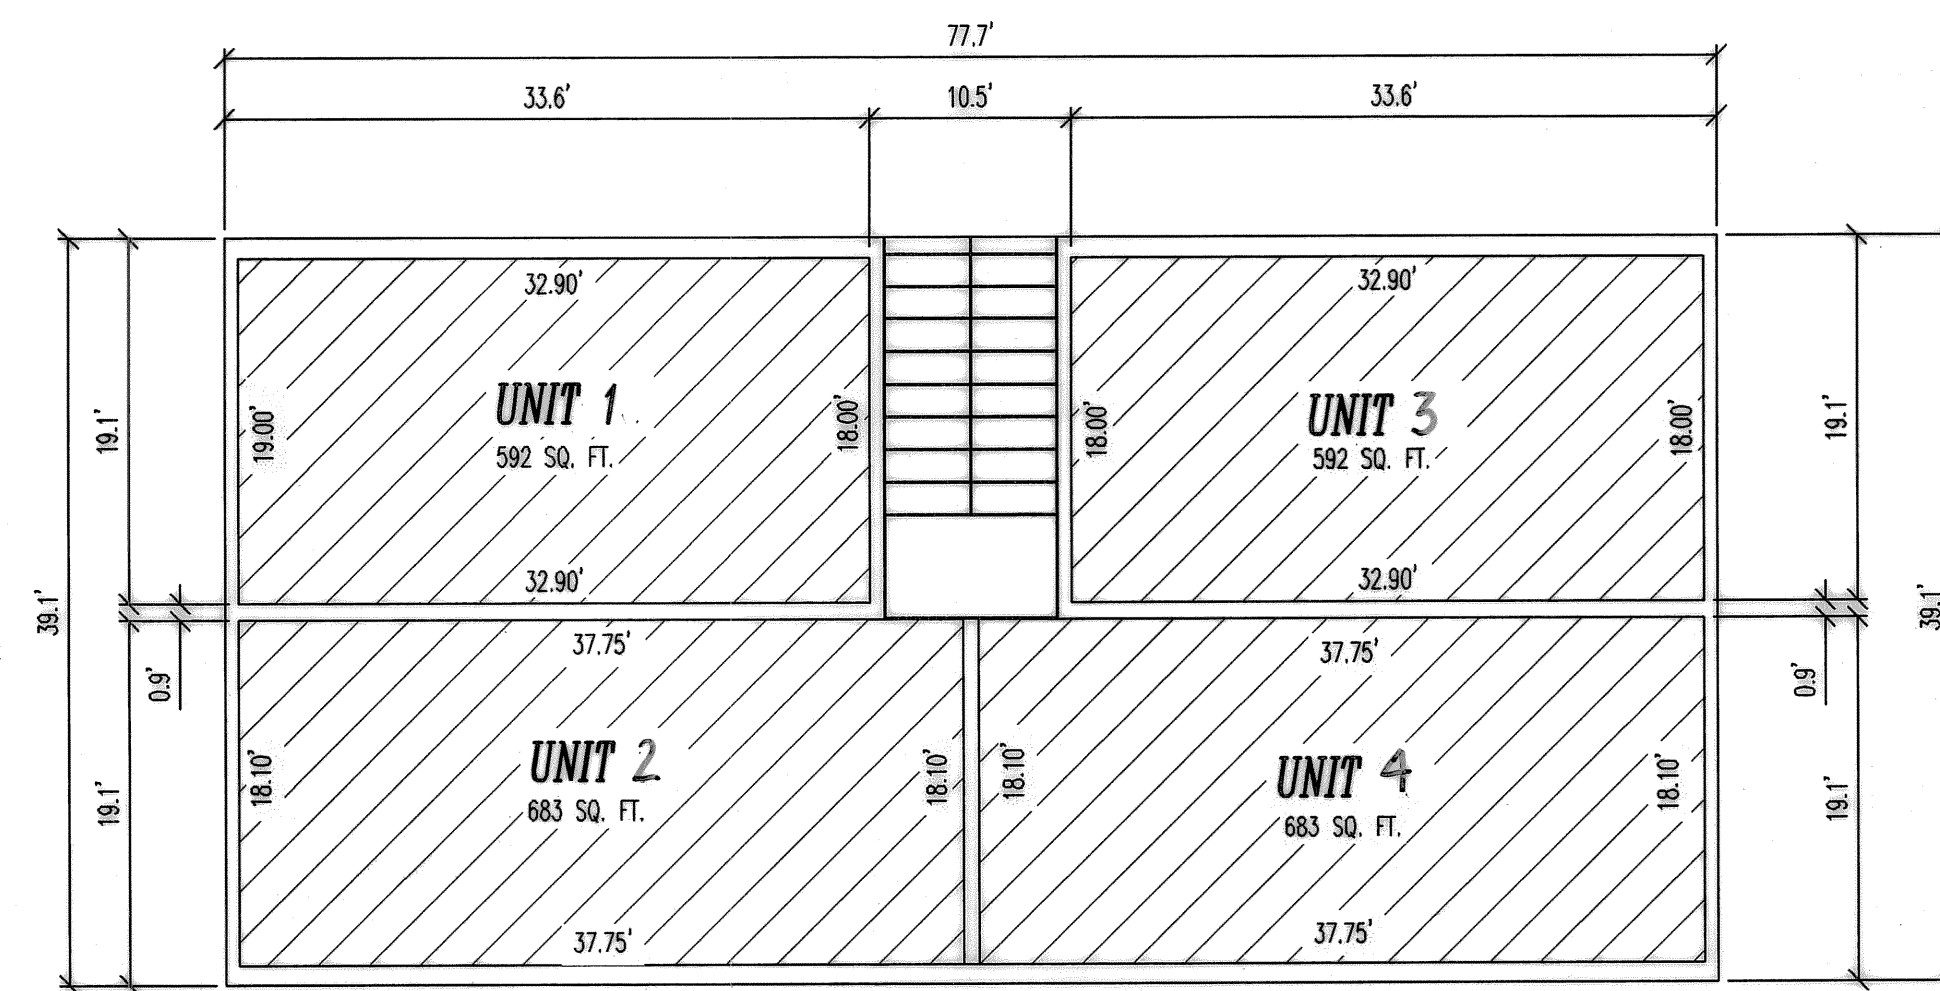 77.7'
33.6' 10.5' 33.6'
32.90' 32.90'
UNIT 1 UNIT 3
592 SQ. FT. 592 SQ. FT.
19.1' 19.00' 18.00' 18.00' 18.00' 19.1'
32.90' 32.90'
39.1' 39.1'
37.75' 37.75'
0.9' 0.9'
UNIT 2 UNIT 4
683 SQ. FT. 683 SQ. FT.
19.1' 18.10' 18.10' 18.10' 18.10' 19.1'
37.75' 37.75'